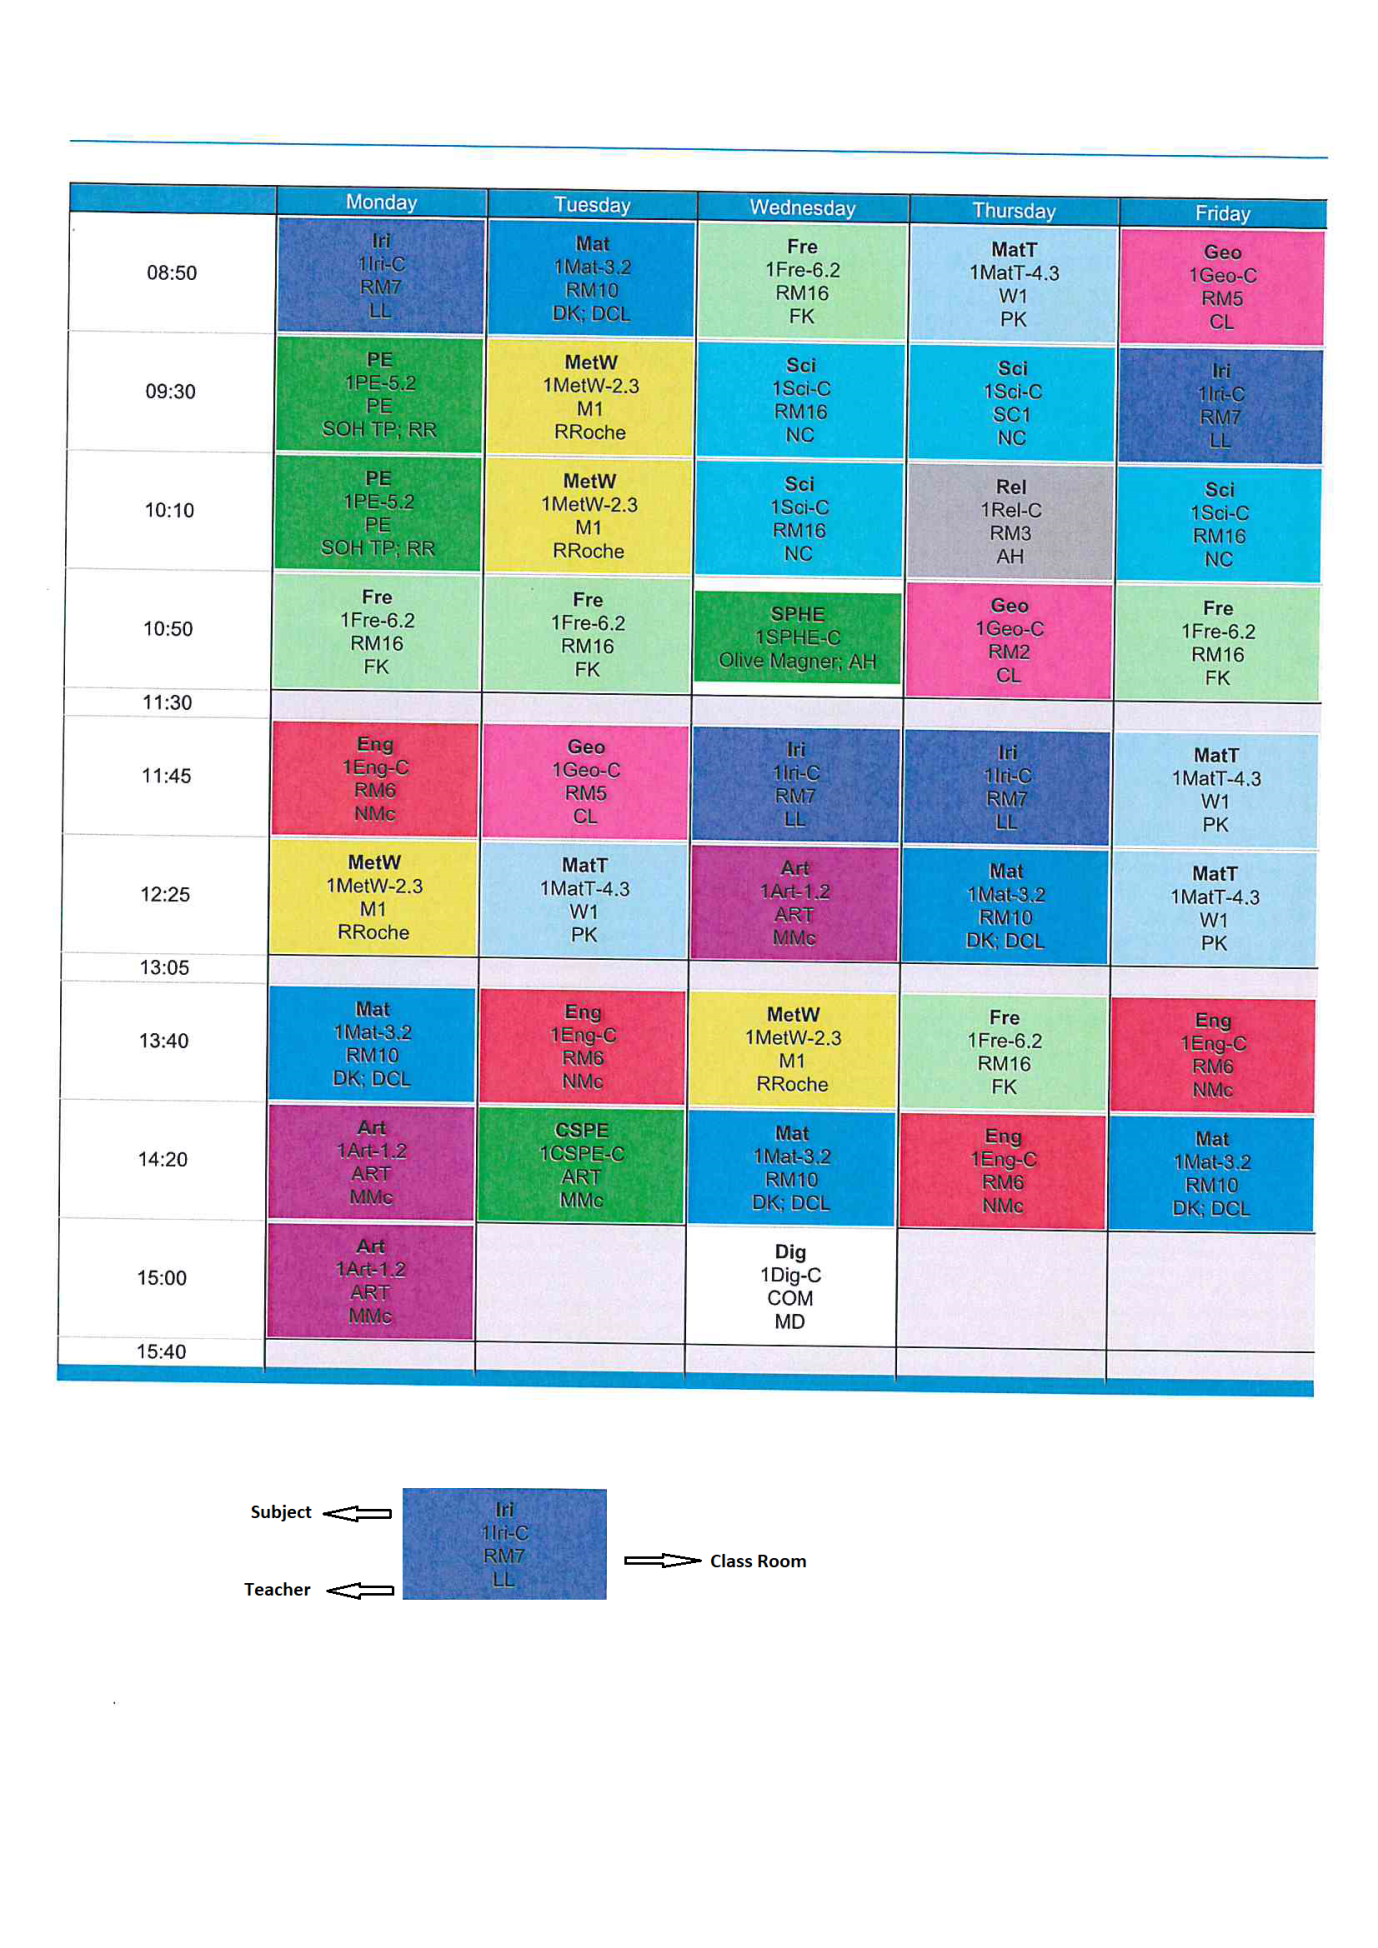 Monday Tuesday Wednesday Thursday Friday
08:50
Iri
1Iri-C
RM7
LL
Mat
1Mat-3.2
RM10
DK; DCL
Fre
1Fre-6.2
RM16
FK
MatT
1MatT-4.3
W1
PK
Geo
1Geo-C
RM5
CL
09:30
PE
1PE-5.2
PE
SOH TP; RR
MetW
1MetW-2.3
M1
RRoche
Sci
1Sci-C
RM16
NC
Sci
1Sci-C
SC1
NC
Iri
1Iri-C
RM7
LL
10:10
PE
1PE-5.2
PE
SOH TP; RR
MetW
1MetW-2.3
M1
RRoche
Sci
1Sci-C
RM16
NC
Rel
1Rel-C
RM3
AH
Sci
1Sci-C
RM16
NC
10:50
Fre
1Fre-6.2
RM16
FK
Fre
1Fre-6.2
RM16
FK
SPHE
1SPHE-C
Olive Magner; AH
Geo
1Geo-C
RM2
CL
Fre
1Fre-6.2
RM16
FK
11:30
11:45
Eng
1Eng-C
RM6
NMc
Geo
1Geo-C
RM5
CL
Iri
1Iri-C
RM7
LL
Iri
1Iri-C
RM7
LL
MatT
1MatT-4.3
W1
PK
12:25
MetW
1MetW-2.3
M1
RRoche
MatT
1MatT-4.3
W1
PK
Art
1Art-1.2
ART
MMc
Mat
1Mat-3.2
RM10
DK; DCL
MatT
1MatT-4.3
W1
PK
13:05
13:40
Mat
1Mat-3.2
RM10
DK; DCL
Eng
1Eng-C
RM6
NMc
MetW
1MetW-2.3
M1
RRoche
Fre
1Fre-6.2
RM16
FK
Eng
1Eng-C
RM6
NMc
14:20
Art
1Art-1.2
ART
MMc
CSPE
1CSPE-C
ART
MMc
Mat
1Mat-3.2
RM10
DK; DCL
Eng
1Eng-C
RM6
NMc
Mat
1Mat-3.2
RM10
DK; DCL
15:00
Art
1Art-1.2
ART
MMc
Dig
1Dig-C
COM
MD
15:40
Subject
Iri
1Iri-C
RM7
LL
Class Room
Teacher